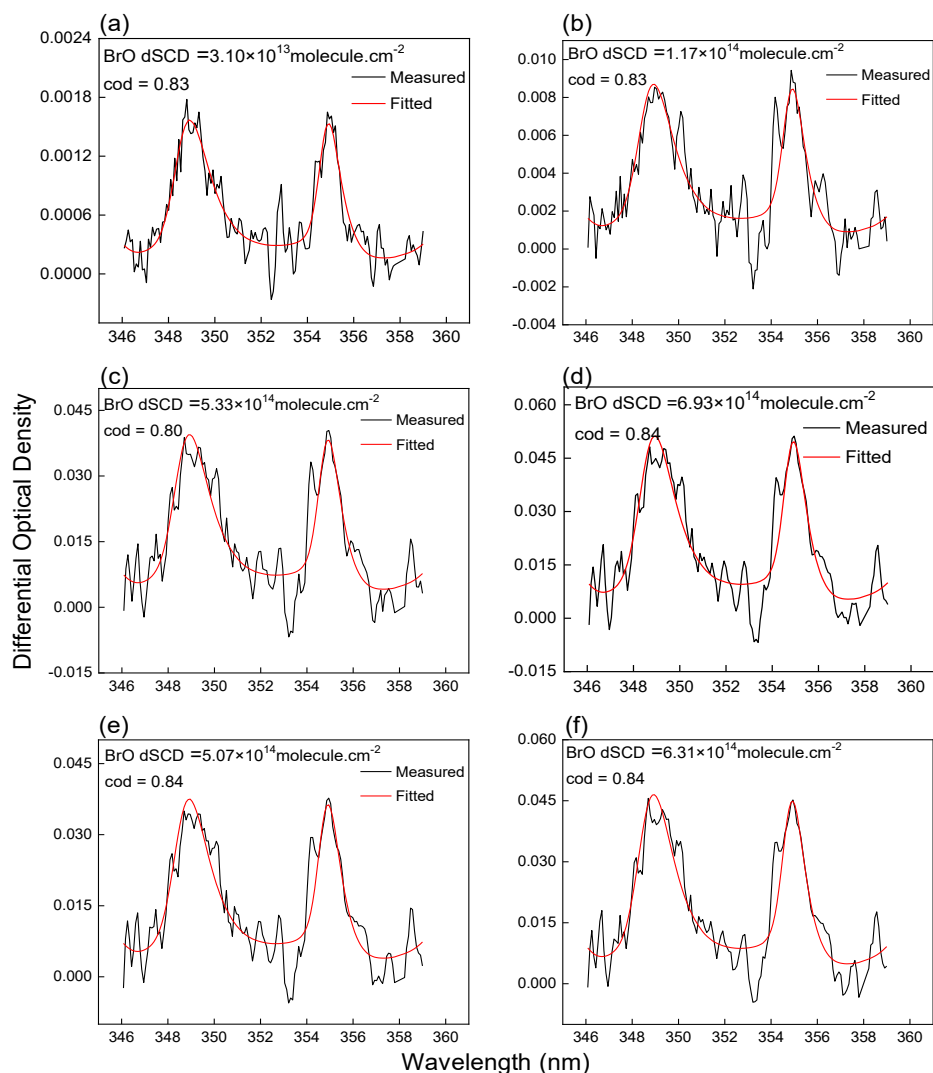 (a)
BrO dSCD =3.10×10^13molecule.cm-2
cod = 0.83
Measured
Fitted
0.0024
0.0018
0.0012
0.0006
0.0000
346 348 350 352 354 356 358 360
(b)
BrO dSCD =1.17×10^14molecule.cm-2
cod = 0.83
Measured
Fitted
0.010
0.008
0.006
0.004
0.002
0.000
-0.002
-0.004
346 348 350 352 354 356 358 360
(c)
BrO dSCD =5.33×10^14molecule.cm-2
cod = 0.80
Measured
Fitted
0.045
0.030
0.015
0.000
-0.015
346 348 350 352 354 356 358 360
(d)
BrO dSCD =6.93×10^14molecule.cm-2
cod = 0.84
Measured
Fitted
0.060
0.045
0.030
0.015
0.000
-0.015
346 348 350 352 354 356 358 360
(e)
BrO dSCD =5.07×10^14molecule.cm-2
cod = 0.84
Measured
Fitted
0.045
0.030
0.015
0.000
346 348 350 352 354 356 358 360
(f)
BrO dSCD =6.31×10^14molecule.cm-2
cod = 0.84
Measured
Fitted
0.060
0.045
0.030
0.015
0.000
346 348 350 352 354 356 358 360
Differential Optical Density
Wavelength (nm)